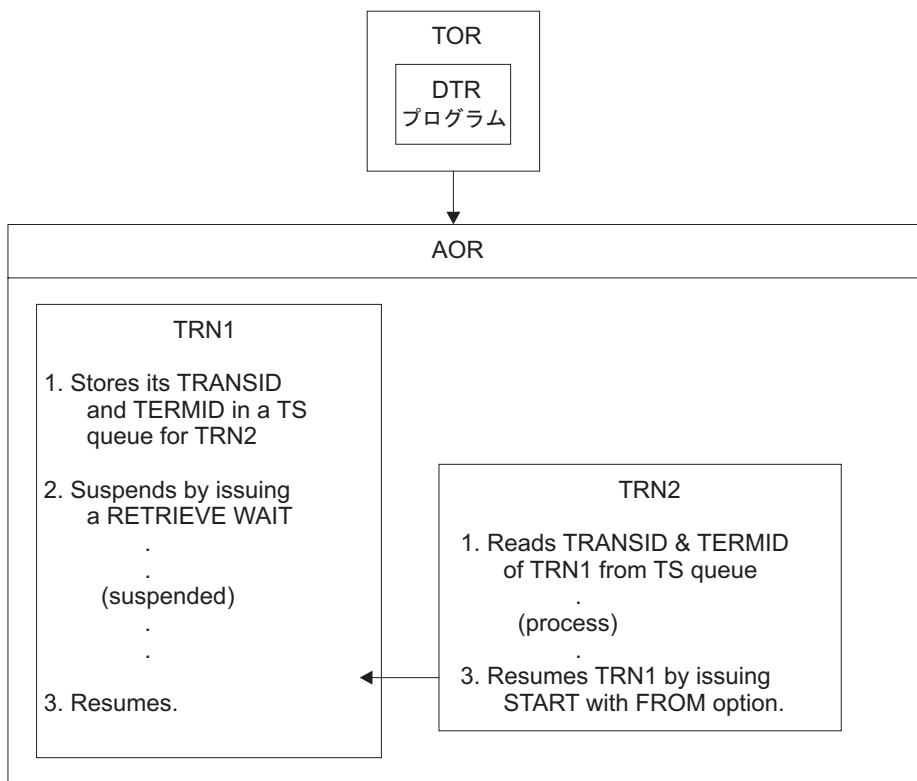 TOR
DTR
プログラム
AOR
TRN1
1. Stores its TRANSID
and TERMID in a TS
queue for TRN2
2. Suspends by issuing
a RETRIEVE WAIT
.
.
(suspended)
.
.
3. Resumes.
TRN2
1. Reads TRANSID & TERMID
of TRN1 from TS queue
.
(process)
.
3. Resumes TRN1 by issuing
START with FROM option.